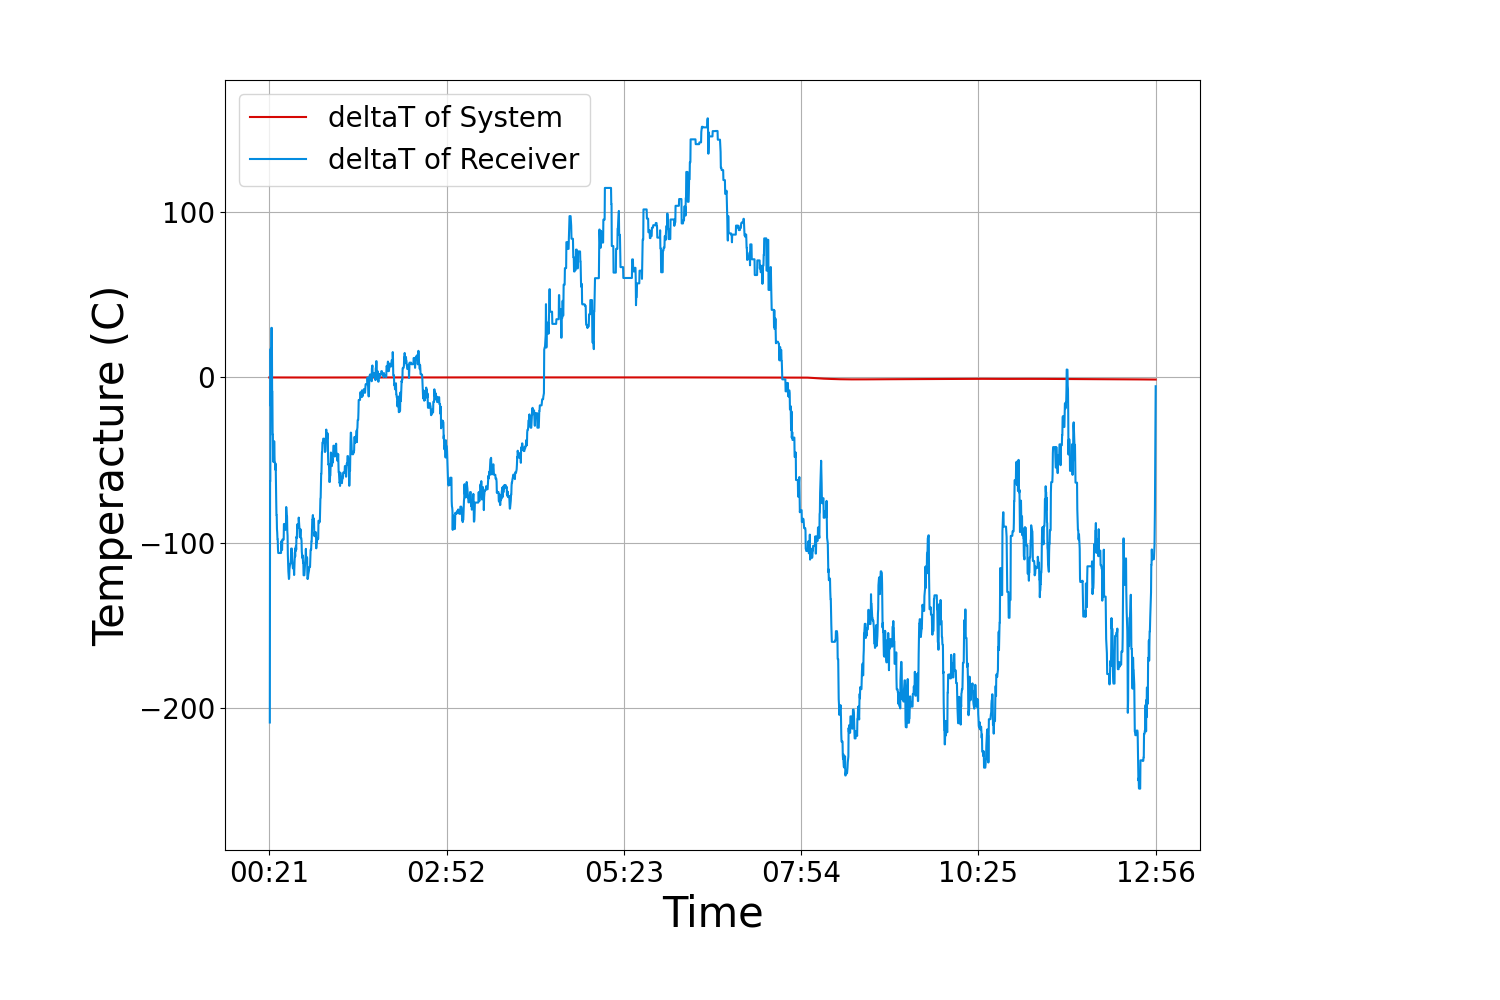 deltaT of System
deltaT of Receiver
Temperacture (C)
100
0
−100
−200
00:21 02:52 05:23 07:54 10:25 12:56
Time